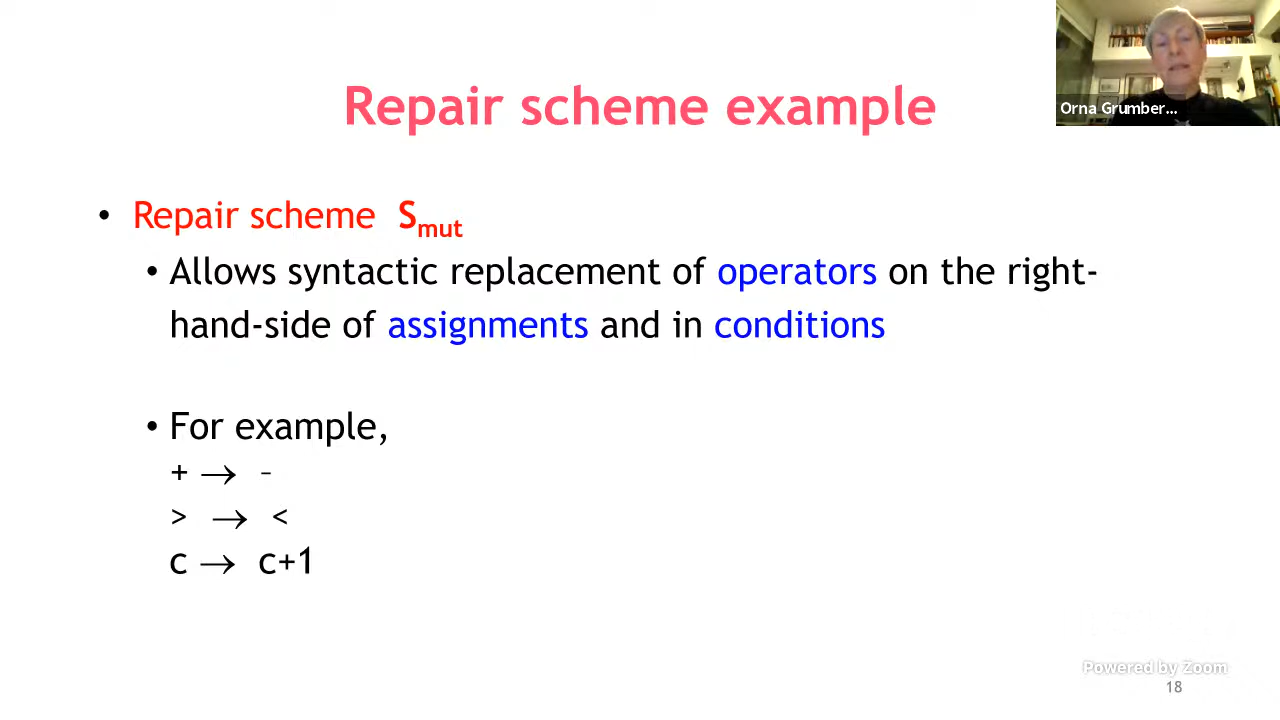 Repair scheme example
Orna Grumber...
• Repair scheme S_mut
• Allows syntactic replacement of operators on the right-
hand-side of assignments and in conditions
• For example,
+ → –
> → <
c → c+1
Powered by Zoom
18